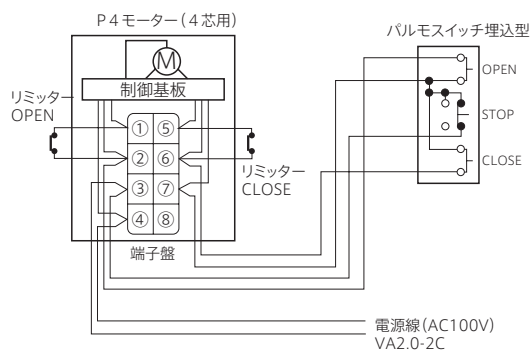 P4モーター(4芯用)
パルモスイッチ埋込型
M
制御基板
リミッター
OPEN
① ⑤
② ⑥
③ ⑦
④ ⑧
端子盤
リミッター
CLOSE
OPEN
STOP
CLOSE
電源線(AC100V)
VA2.0-2C